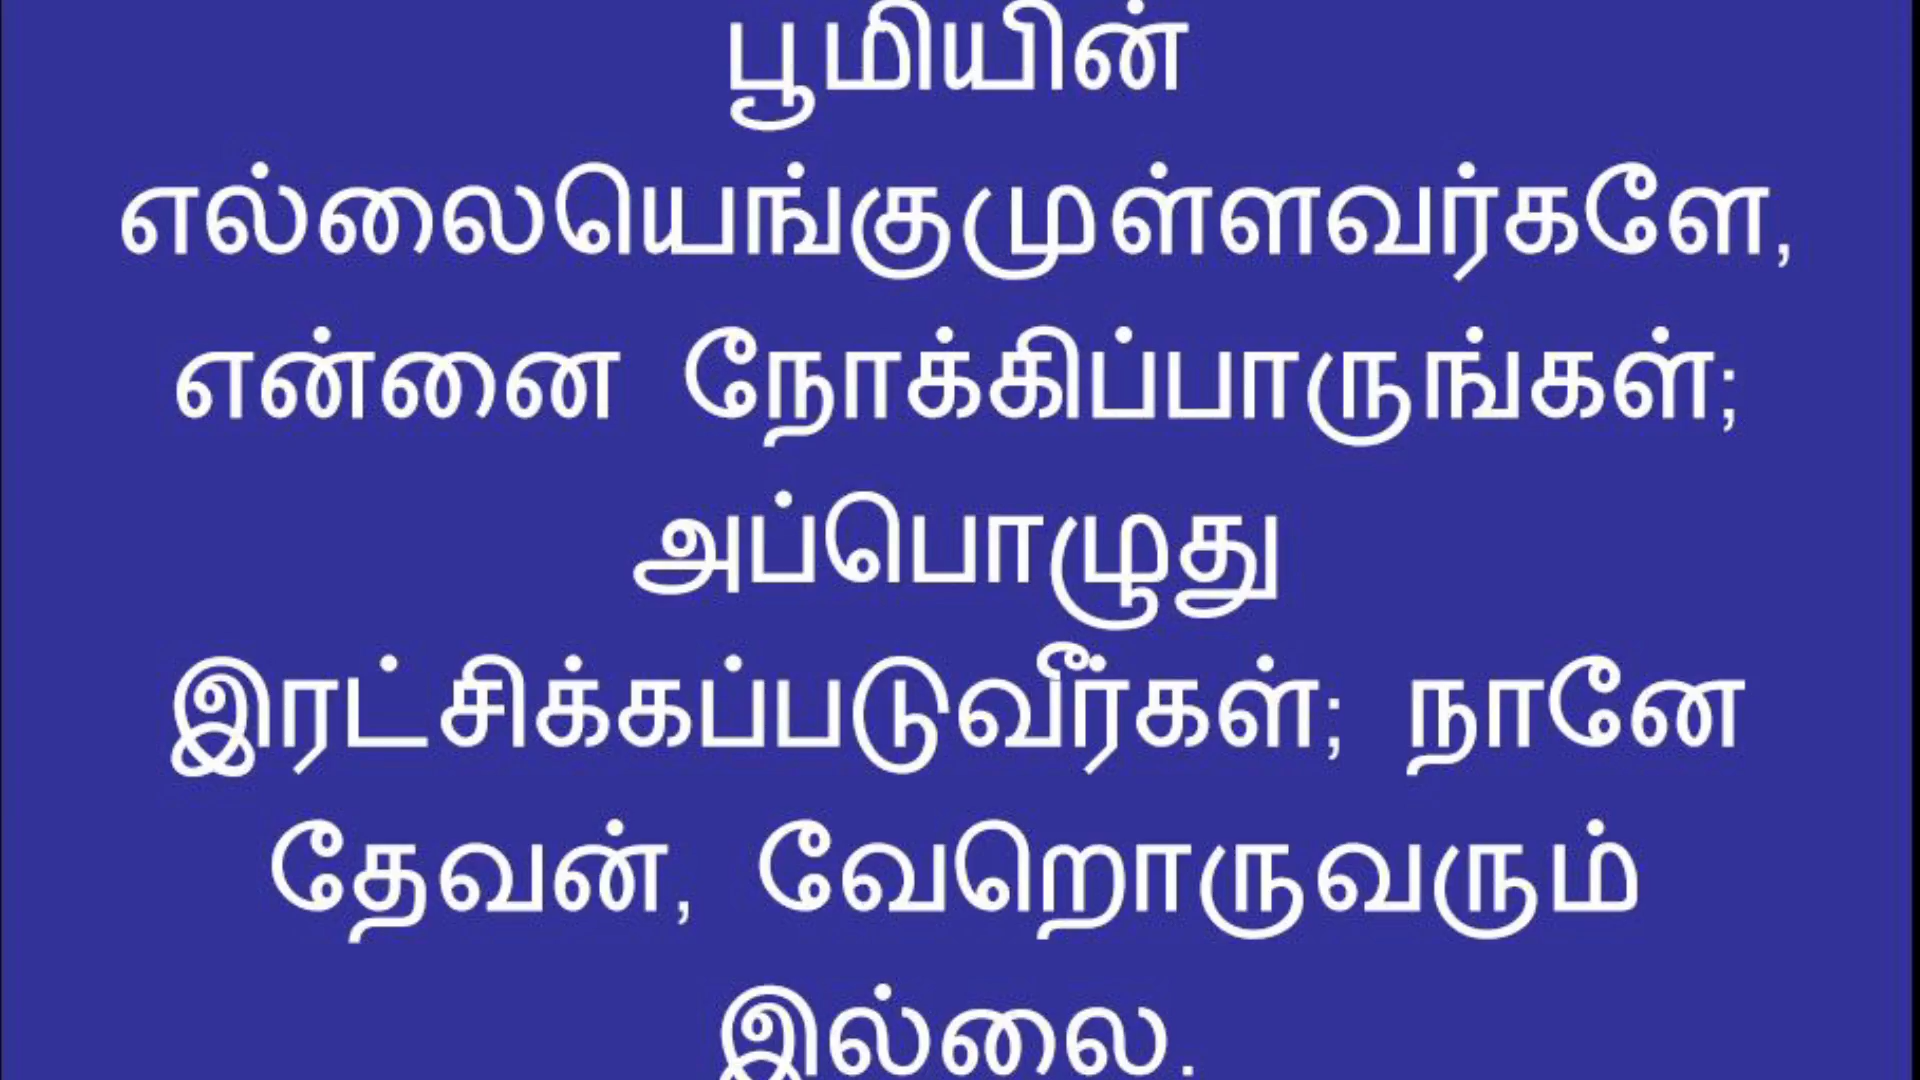 பூமியின்
எல்லையெங்குமுள்ளவர்களே,
என்னை நோக்கிப்பாருங்கள்;
அப்பொழுது
இரட்சிக்கப்படுவீர்கள்; நானே
தேவன், வேறொருவரும்
இல்லை.